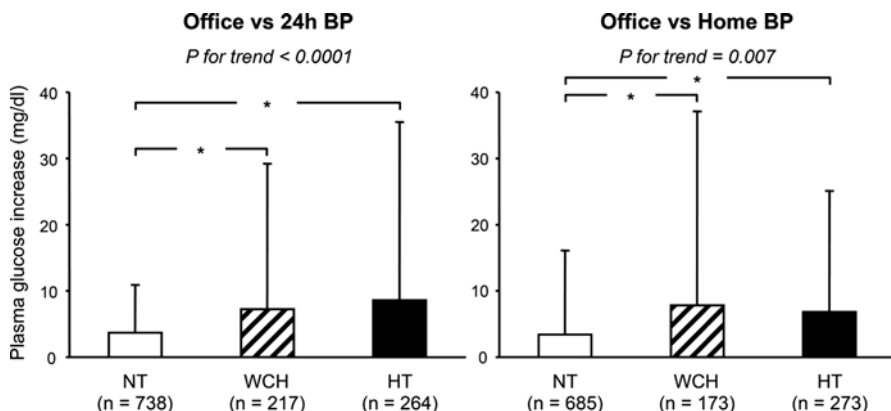 Office vs 24h BP
P for trend < 0.0001
Plasma glucose increase (mg/dl)
40
30
20
10
0
*
*
NT
WCH
HT
(n = 738)
(n = 217)
(n = 264)
Office vs Home BP
P for trend = 0.007
40
30
20
10
0
*
*
NT
WCH
HT
(n = 685)
(n = 173)
(n = 273)